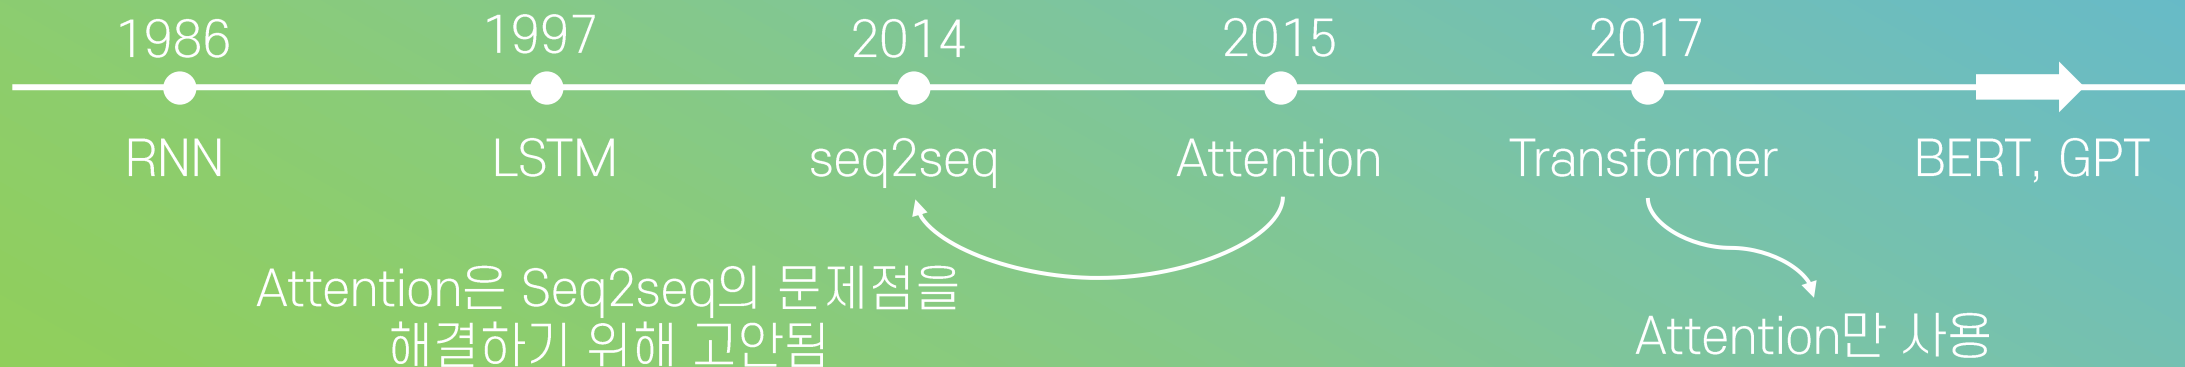 1986
1997
2014
2015
2017
RNN
LSTM
seq2seq
Attention
Transformer
BERT, GPT
Attention은 Seq2seq의 문제점을
해결하기 위해 고안됨
Attention만 사용